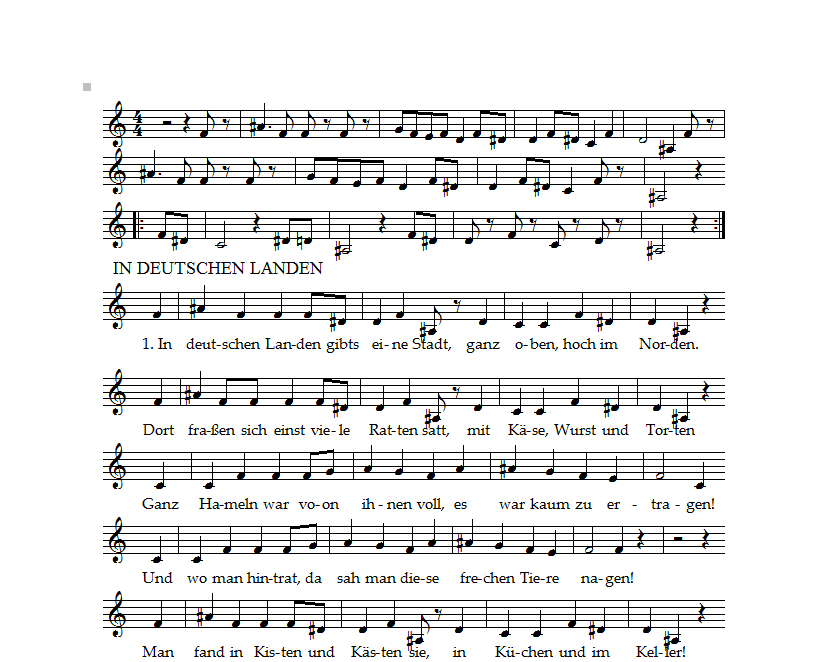 IN DEUTSCHEN LANDEN
1. In deut-schen Lan-den gibts ei-ne Stadt, ganz o-ben, hoch im Nor-den.
Dort fra-ßen sich einst vie-le Rat-ten satt, mit Kä-se, Wurst und Tor-ten
Ganz Ha-meln war vo-on ih-nen voll, es war kaum zu er-tra-gen!
Und wo man hin-trat, da sah man die-se fre-chen Tie-re na-gen!
Man fand in Kis-ten und Käs-ten sie, in Kü-chen und im Kel-ler!